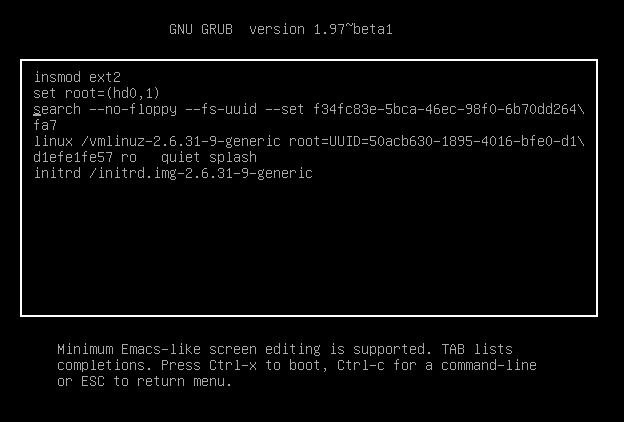 GNU GRUB  version 1.97~beta1
insmod ext2
set root=(hd0,1)
search --no-floppy --fs-uuid --set f34fc83e-5bca-46ec-98f0-6b70dd264\
fa7
linux /vmlinuz-2.6.31-9-generic root=UUID=50acb630-1895-4016-bfe0-d1\
d1efe1fe57 ro   quiet splash
initrd /initrd.img-2.6.31-9-generic
Minimum Emacs-like screen editing is supported. TAB lists
completions. Press Ctrl-x to boot, Ctrl-c for a command-line
or ESC to return menu.